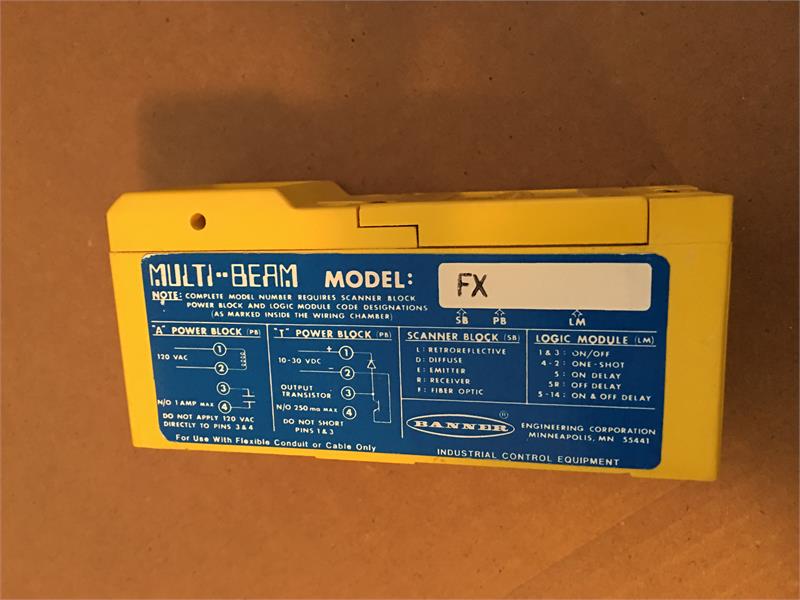 MULTI-BEAM MODEL: FX
NOTE: COMPLETE MODEL NUMBER REQUIRES SCANNER BLOCK
POWER BLOCK AND LOGIC MODULE CODE DESIGNATIONS
(AS MARKED INSIDE THE WIRING CHAMBER)
SB PB LM
"A" POWER BLOCK (PB)
120 VAC
1
2
3
4
N/O 1 AMP MAX
DO NOT APPLY 120 VAC
DIRECTLY TO PINS 3 & 4
"T" POWER BLOCK (PB)
+
10-30 VDC
1
−
2
OUTPUT
TRANSISTOR
3
N/O 250 ma MAX
4
DO NOT SHORT
PINS 1 & 3
For Use With Flexible Conduit or Cable Only
SCANNER BLOCK (SB)
L : RETROREFLECTIVE
D : DIFFUSE
E : EMITTER
R : RECEIVER
F : FIBER OPTIC
LOGIC MODULE (LM)
1 & 3 : ON/OFF
4-2 : ONE-SHOT
5 : ON DELAY
5R : OFF DELAY
5-14 : ON & OFF DELAY
BANNER ®
ENGINEERING CORPORATION
MINNEAPOLIS, MN 55441
INDUSTRIAL CONTROL EQUIPMENT